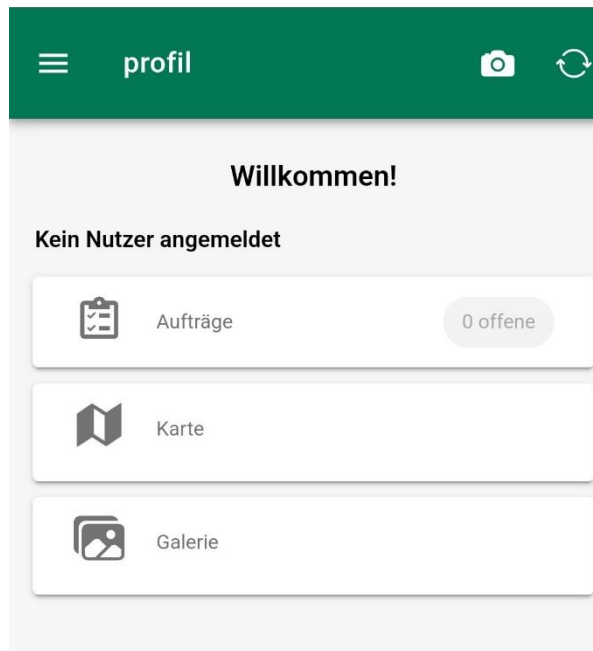 profil
Willkommen!
Kein Nutzer angemeldet
Aufträge 0 offene
Karte
Galerie